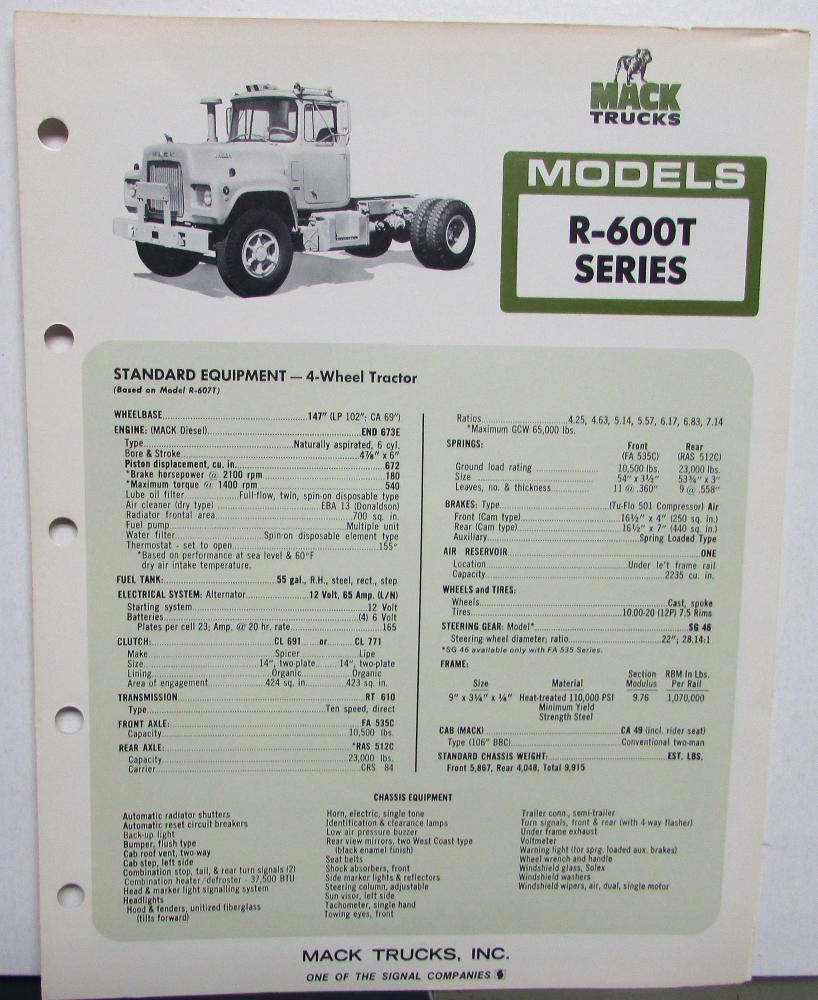 MACK
TRUCKS
MODELS
R-600T
SERIES
MACK
STANDARD EQUIPMENT — 4-Wheel Tractor
(Based on Model R-607T)
WHEELBASE 147" (LP 102"; CA 69")
ENGINE: (MACK Diesel) END 673E
Type Naturally aspirated, 6 cyl.
Bore & Stroke 4⅞" x 6"
Piston displacement, cu. in. 672
*Brake horsepower @ 2100 rpm 180
*Maximum torque @ 1400 rpm 540
Lube oil filter Full-flow, twin, spin-on disposable type
Air cleaner (dry type) EBA 13 (Donaldson)
Radiator frontal area 700 sq. in.
Fuel pump Multiple unit
Water filter Spin-on disposable element type
Thermostat - set to open 155°
*Based on performance at sea level & 60°F
dry air intake temperature.
FUEL TANK: 55 gal., R.H., steel, rect., step
ELECTRICAL SYSTEM: Alternator 12 Volt, 65 Amp. (L/N)
Starting system 12 Volt
Batteries (4) 6 Volt
Plates per cell 23; Amp. @ 20 hr. rate 165
CLUTCH: CL 691 or CL 771
Make Spicer Lipe
Size 14", two-plate 14", two-plate
Lining Organic Organic
Area of engagement 424 sq. in. 423 sq. in.
TRANSMISSION RT 610
Type Ten speed, direct
FRONT AXLE: FA 535C
Capacity 10,500 lbs.
REAR AXLE: *RAS 512C
Capacity 23,000 lbs.
Carrier CRS 84
Ratios 4.25, 4.63, 5.14, 5.57, 6.17, 6.83, 7.14
*Maximum GCW 65,000 lbs.
SPRINGS: Front Rear
(FA 535C) (RAS 512C)
Ground load rating 10,500 lbs. 23,000 lbs.
Size 54" x 3½" 53¾" x 3"
Leaves, no. & thickness 11 @ .360" 9 @ .558"
BRAKES: Type (Tu-Flo 501 Compressor) Air
Front (Cam type) 16½" x 4" (250 sq. in.)
Rear (Cam type) 16½" x 7" (440 sq. in.)
Auxiliary Spring Loaded Type
AIR RESERVOIR ONE
Location Under left frame rail
Capacity 2235 cu. in.
WHEELS and TIRES:
Wheels Cast, spoke
Tires 10.00-20 (12P) 7.5 Rims
STEERING GEAR: Model* SG 46
Steering wheel diameter; ratio 22"; 28.14:1
*SG 46 available only with FA 535 Series.
FRAME:
Section RBM In Lbs.
Size Material Modulus Per Rail
9" x 3¼" x ¼" Heat-treated 110,000 PSI 9.76 1,070,000
Minimum Yield
Strength Steel
CAB (MACK) CA 49 (incl. rider seat)
Type (106" BBC) Conventional two-man
STANDARD CHASSIS WEIGHT: EST. LBS.
Front 5,867, Rear 4,048, Total 9,915
CHASSIS EQUIPMENT
Automatic radiator shutters
Automatic reset circuit breakers
Back-up light
Bumper, flush type
Cab roof vent, two-way
Cab step, left side
Combination stop, tail, & rear turn signals (2)
Combination heater/defroster - 37,500 BTU
Head & marker light signalling system
Headlights
Hood & fenders, unitized fiberglass
(tilts forward)
Horn, electric, single tone
Identification & clearance lamps
Low air pressure buzzer
Rear view mirrors, two West Coast type
(black enamel finish)
Seat belts
Shock absorbers, front
Side marker lights & reflectors
Steering column, adjustable
Sun visor, left side
Tachometer, single hand
Towing eyes, front
Trailer conn., semi-trailer
Turn signals, front & rear (with 4-way flasher)
Under frame exhaust
Voltmeter
Warning light (for sprg. loaded aux. brakes)
Wheel wrench and handle
Windshield glass, Solex
Windshield washers
Windshield wipers, air, dual, single motor
MACK TRUCKS, INC.
ONE OF THE SIGNAL COMPANIES